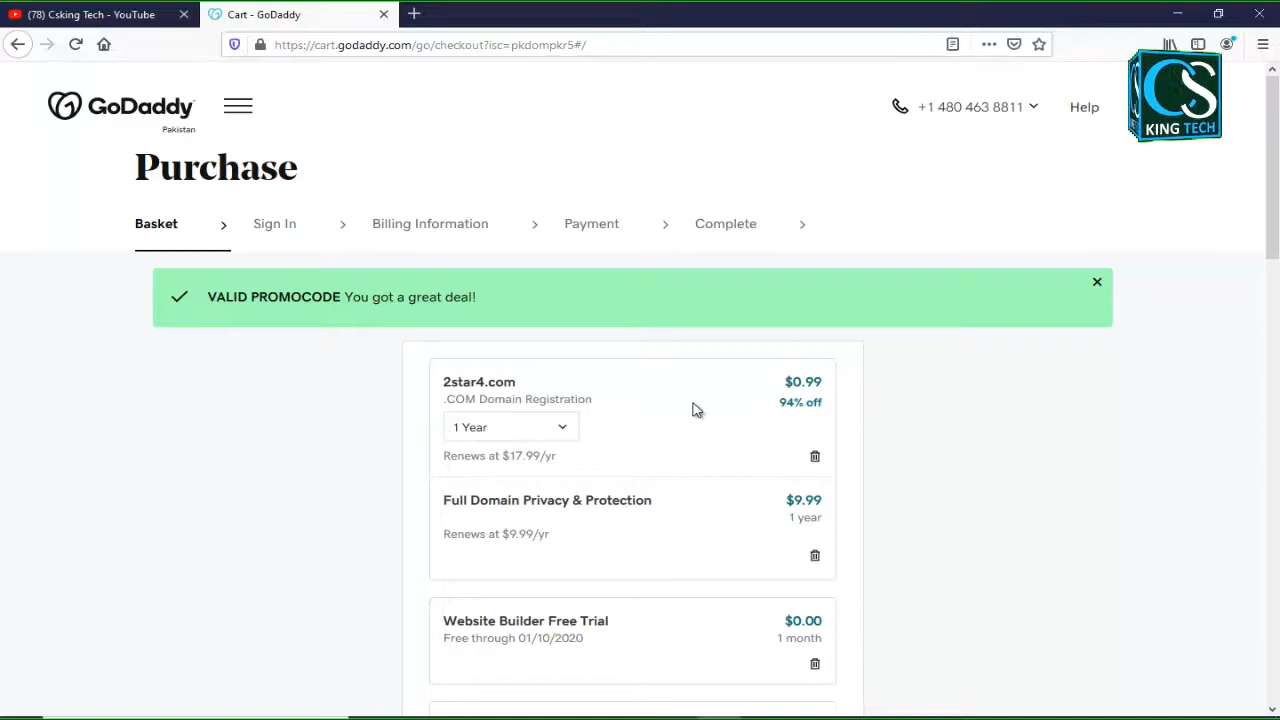 (78) Csking Tech - YouTube
Cart - GoDaddy
https://cart.godaddy.com/go/checkout?isc=pkdompkr5#/
GoDaddy
Pakistan
+1 480 463 8811
Help
CS
KING TECH
Purchase
Basket
Sign In
Billing Information
Payment
Complete
VALID PROMOCODE You got a great deal!
2star4.com
$0.99
.COM Domain Registration
94% off
1 Year
Renews at $17.99/yr
Full Domain Privacy & Protection
$9.99
1 year
Renews at $9.99/yr
Website Builder Free Trial
$0.00
Free through 01/10/2020
1 month